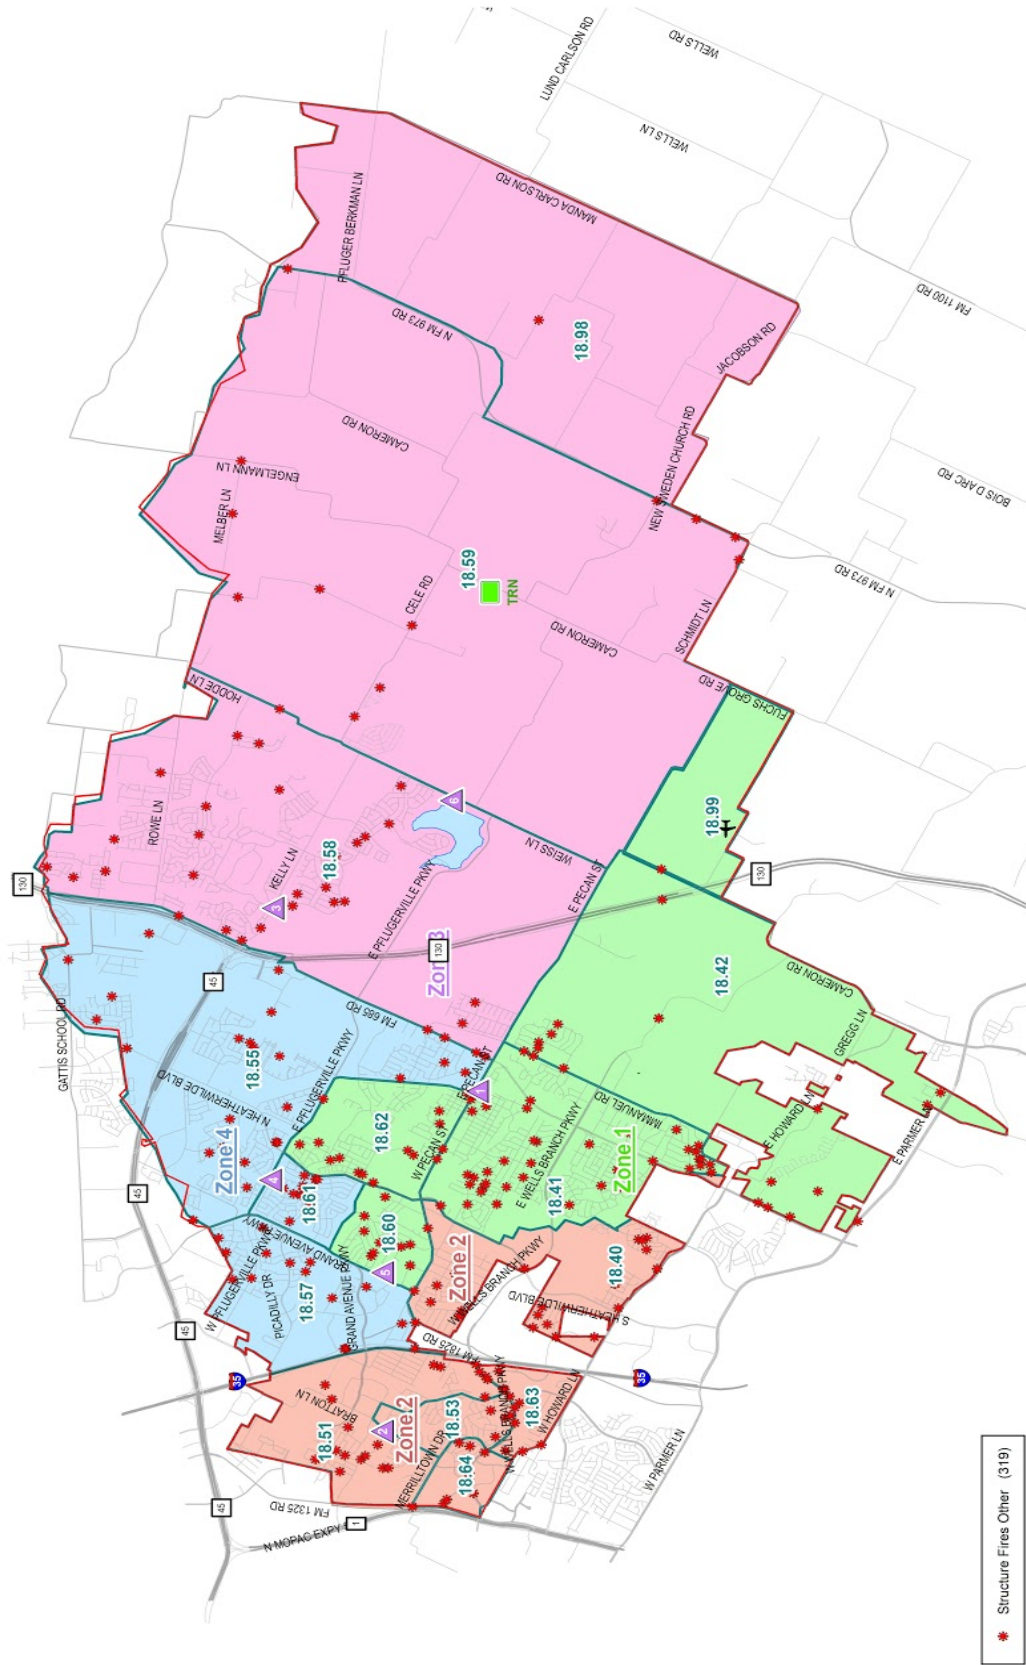 WELLS RD
LUND CARLSON RD
WELLS LN
MANDA CARLSON RD
PFLUGER BERKMAN LN
N FM 973 RD
18.98
FM 1100 RD
JACOBSON RD
CAMERON RD
ENGELMANN LN
NEW SWEDEN CHURCH RD
BOIS D ARC RD
MELBER LN
18.59
TRN
CELE RD
N FM 973 RD
CAMERON RD
SCHMIDT LN
HODDE LN
FUCHS GROVE RD
ROWE LN
18.99
6
KELLY LN
18.58
WEISS LN
130
130
3
E PFLUGERVILLE PKWY
E PECAN ST
Zone 3
130
45
18.42
CAMERON RD
GATTIS SCHOOL RD
FM 685 RD
GREGG LN
18.55
N HEATHERWILDE BLVD
E PFLUGERVILLE PKWY
E PECAN ST
1
IMMANUEL RD
E HOWARD LN
E PARMER LN
18.62
W PECAN ST
E WELLS BRANCH PKWY
Zone 4
4
18.61
Zone 1
18.41
45
GRAND AVENUE PKWY
W PFLUGERVILLE PKWY
18.60
5
Zone 2
W WELLS BRANCH PKWY
18.40
PICADILLY DR
18.57
GRAND AVENUE PKWY
S HEATHERWILDE BLVD
45
FM 1825 RD
35
35
BRATTON LN
18.51
2
Zone 2
18.53
W WELLS BRANCH PKWY
18.63
W HOWARD LN
MERRILLTOWN DR
18.64
W PARMER LN
45
FM 1325 RD
N MOPAC EXPY
1
Structure Fires Other (319)